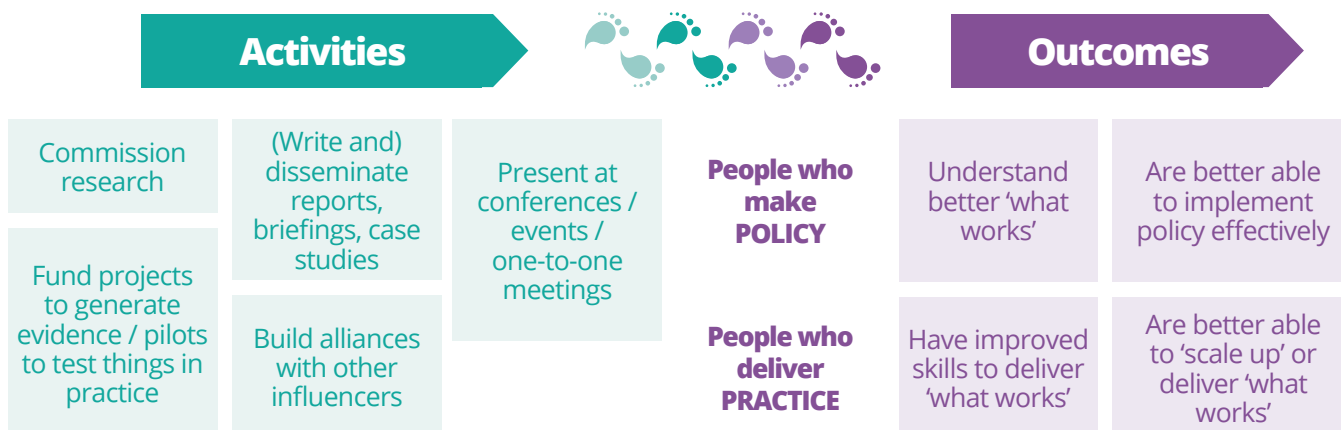 Activities
Outcomes
Commission
research
Fund projects
to generate
evidence / pilots
to test things in
practice
(Write and)
disseminate
reports,
briefings, case
studies
Build alliances
with other
influencers
Present at
conferences /
events /
one-to-one
meetings
People who
make
POLICY
Understand
better ‘what
works’
Are better able
to implement
policy effectively
People who
deliver
PRACTICE
Have improved
skills to deliver
‘what works’
Are better able
to ‘scale up’ or
deliver ‘what
works’